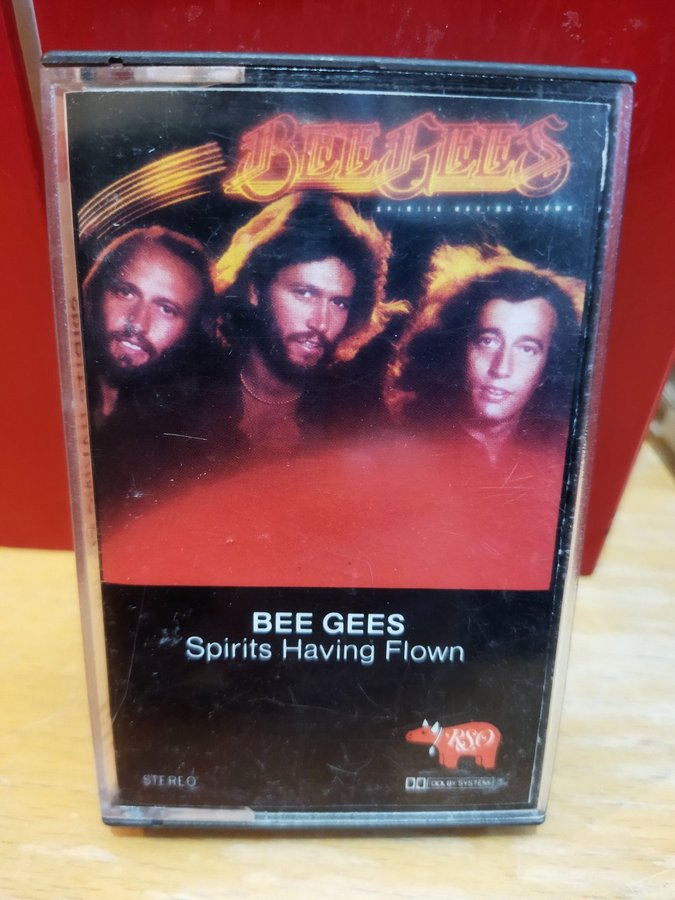 BEE GEES
SPIRITS HAVING FLOWN
BEE GEES
Spirits Having Flown
RSO
STEREO
DOLBY SYSTEM